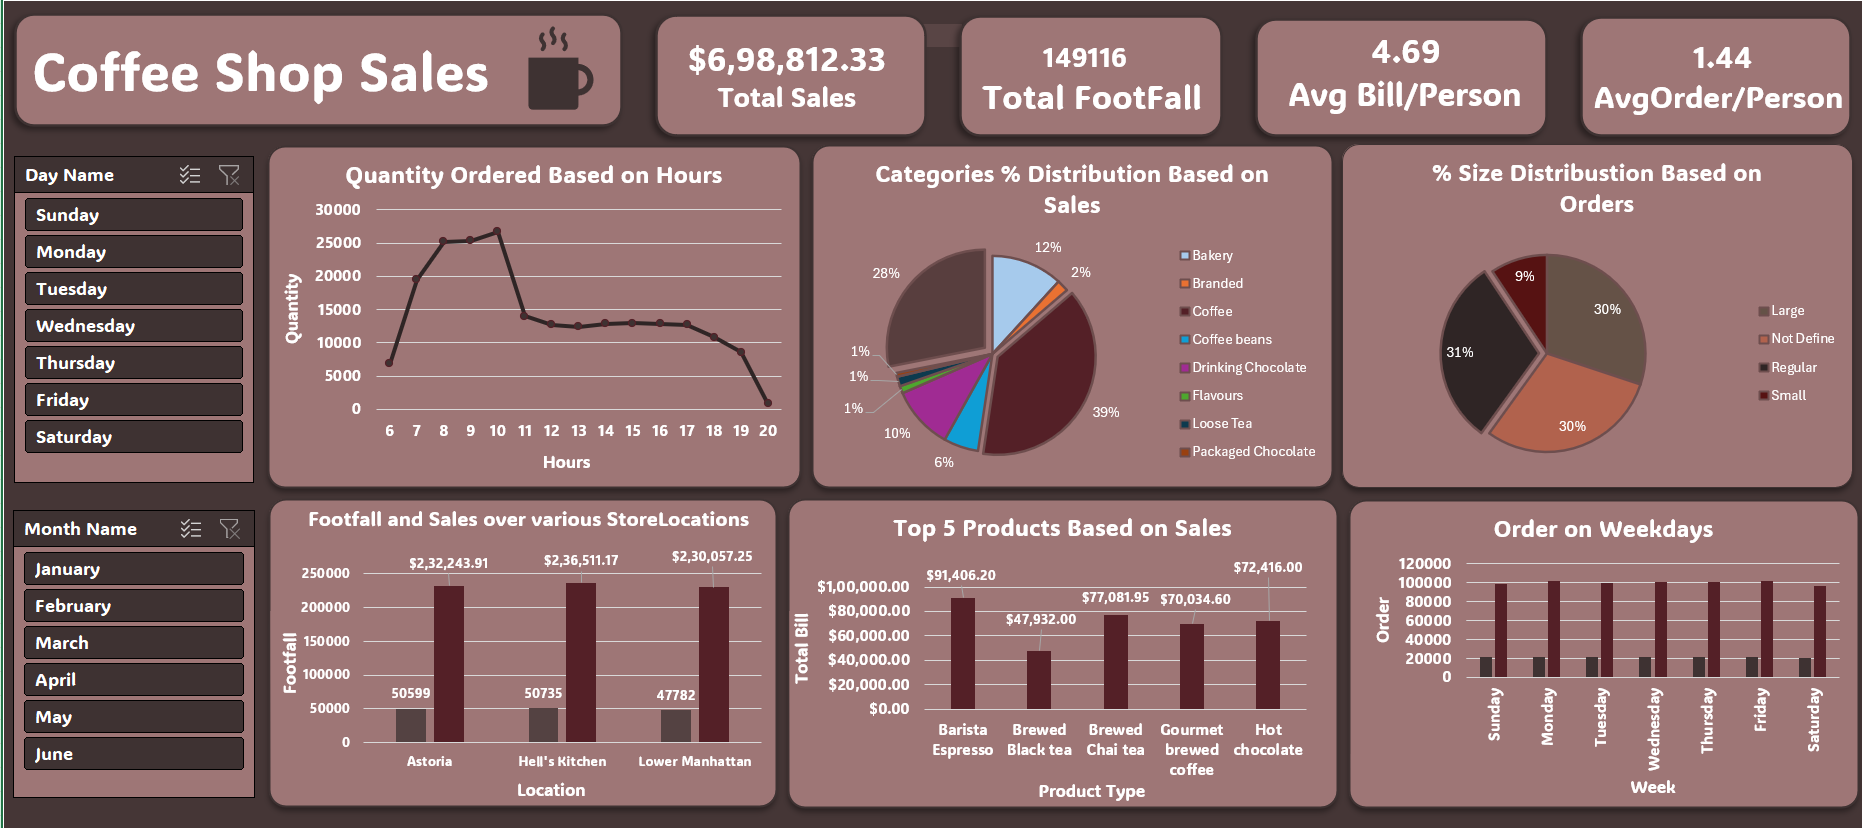 Coffee Shop Sales
$6,98,812.33
Total Sales
149116
Total FootFall
4.69
Avg Bill/Person
1.44
AvgOrder/Person
Day Name
Sunday
Monday
Tuesday
Wednesday
Thursday
Friday
Saturday
Quantity Ordered Based on Hours
Quantity
30000
25000
20000
15000
10000
5000
0
6 7 8 9 10 11 12 13 14 15 16 17 18 19 20
Hours
Categories % Distribution Based on
Sales
12%
2%
28%
1%
1%
1%
10%
6%
39%
Bakery
Branded
Coffee
Coffee beans
Drinking Chocolate
Flavours
Loose Tea
Packaged Chocolate
% Size Distribustion Based on
Orders
9%
30%
31%
30%
Large
Not Define
Regular
Small
Month Name
January
February
March
April
May
June
Footfall and Sales over various StoreLocations
Footfall
$2,32,243.91 $2,36,511.17 $2,30,057.25
250000
200000
150000
100000
50000
0
50599 50735 47782
Astoria Hell's Kitchen Lower Manhattan
Location
Top 5 Products Based on Sales
Total Bill
$1,00,000.00
$80,000.00
$60,000.00
$40,000.00
$20,000.00
$0.00
$91,406.20
$47,932.00
$77,081.95
$70,034.60
$72,416.00
Barista
Espresso
Brewed
Black tea
Brewed
Chai tea
Gourmet
brewed
coffee
Hot
chocolate
Product Type
Order on Weekdays
Order
120000
100000
80000
60000
40000
20000
0
Sunday
Monday
Tuesday
Wednesday
Thursday
Friday
Saturday
Week